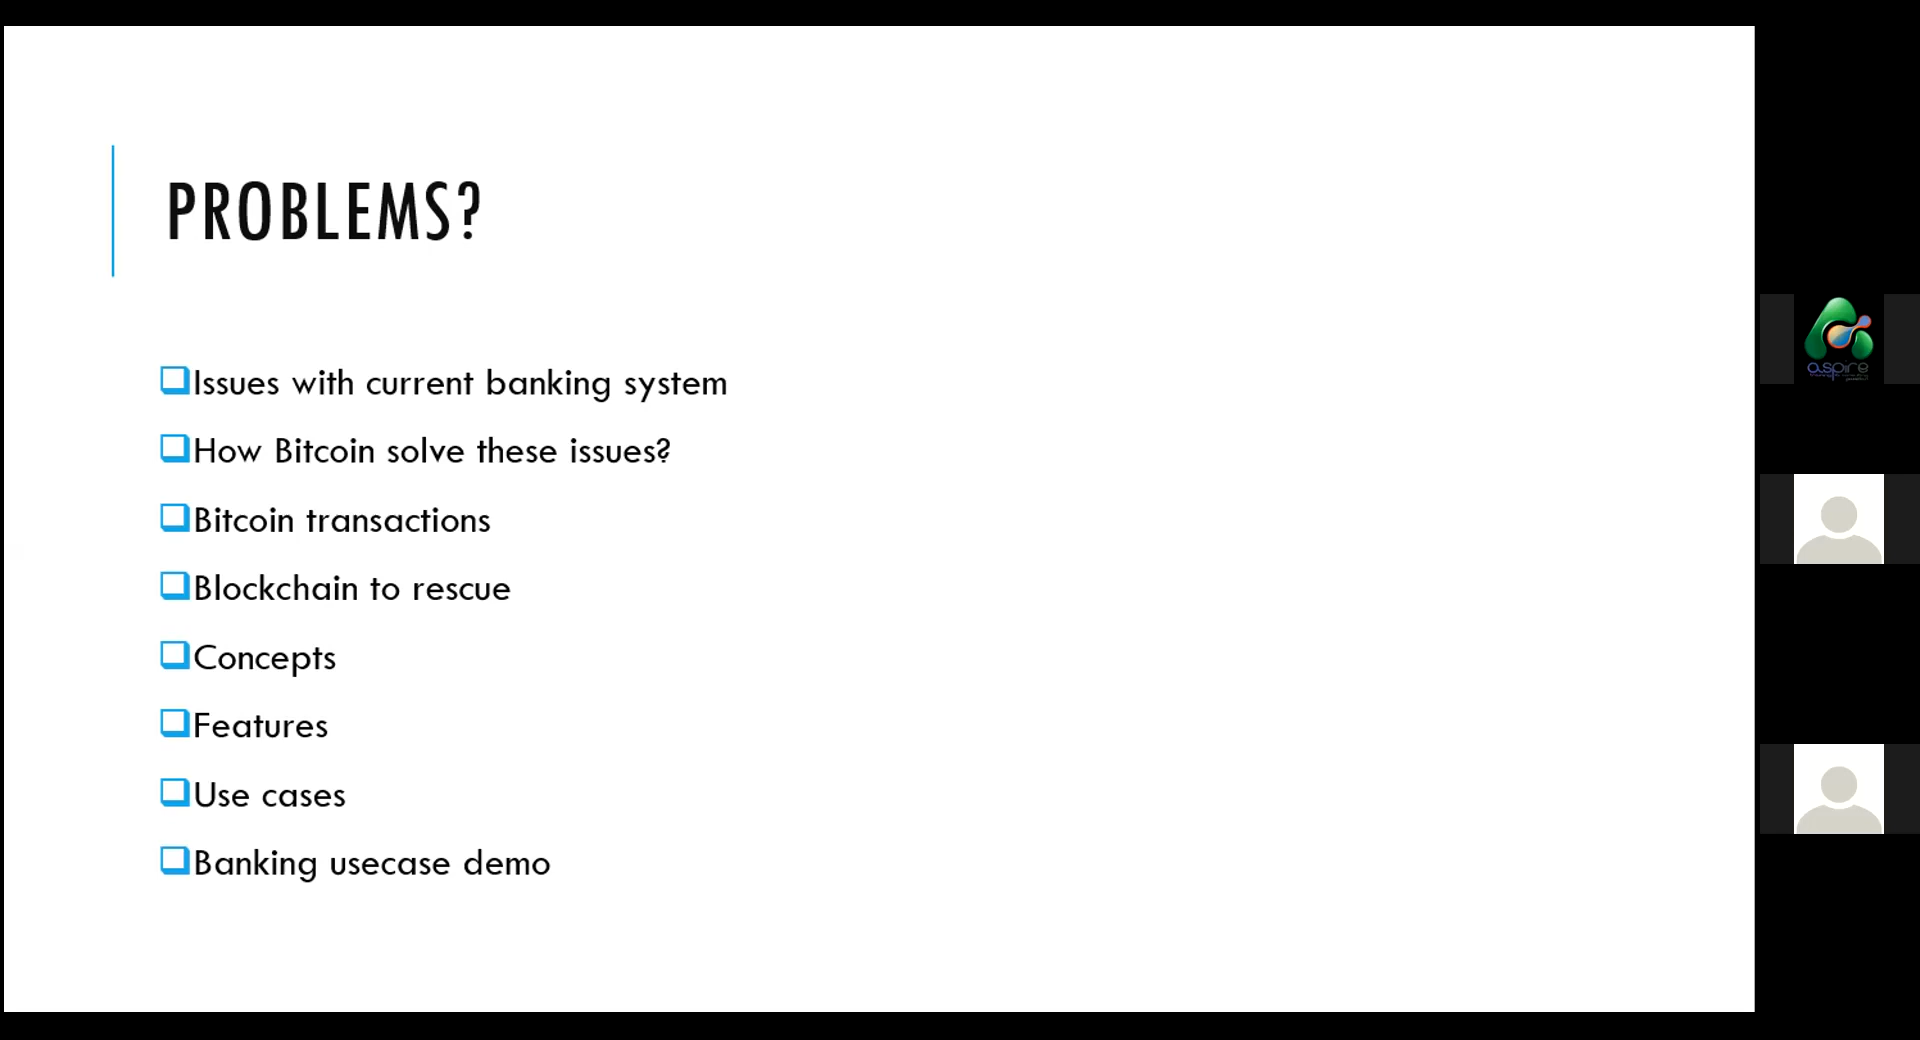 PROBLEMS?
Issues with current banking system
How Bitcoin solve these issues?
Bitcoin transactions
Blockchain to rescue
Concepts
Features
Use cases
Banking usecase demo
aspire